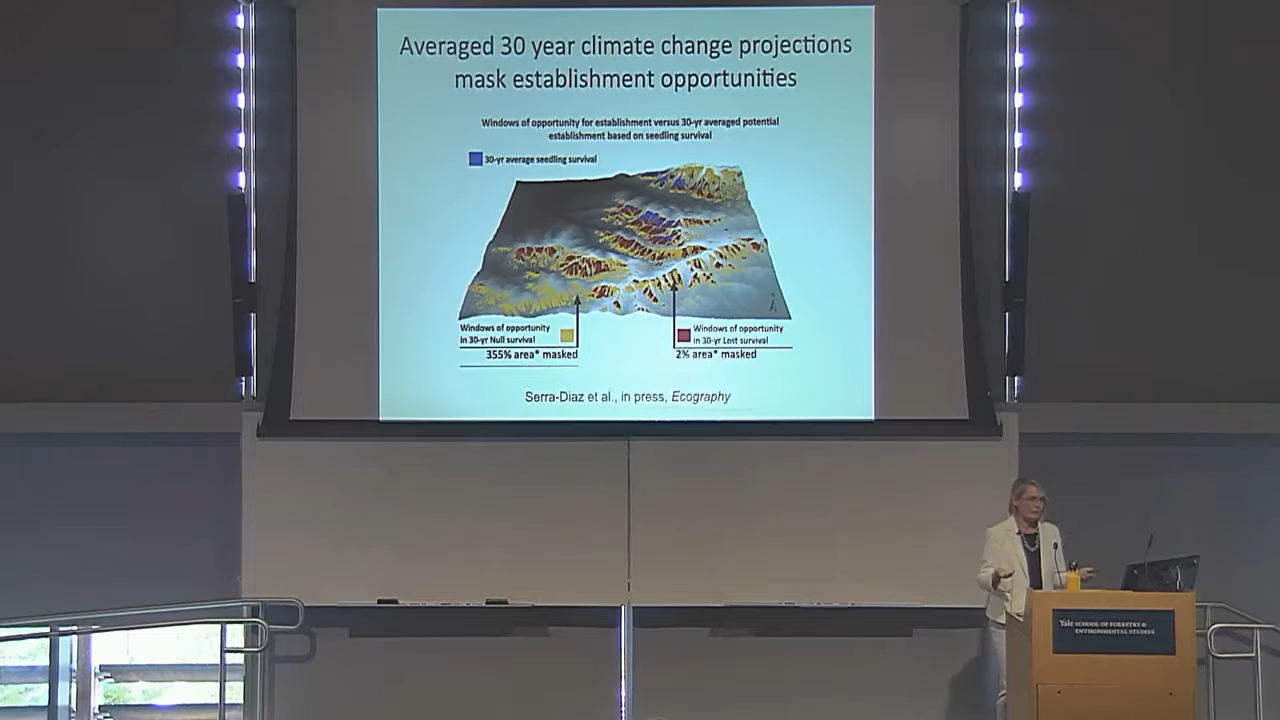 Averaged 30 year climate change projections
mask establishment opportunities
Windows of opportunity for establishment versus 30-yr averaged potential
establishment based on seedling survival
30-yr average seedling survival
Windows of opportunity
in 30-yr Null survival
355% area* masked
Windows of opportunity
in 30-yr Lost survival
2% area* masked
Serra-Diaz et al., in press, Ecography
Yale SCHOOL OF FORESTRY &
ENVIRONMENTAL STUDIES